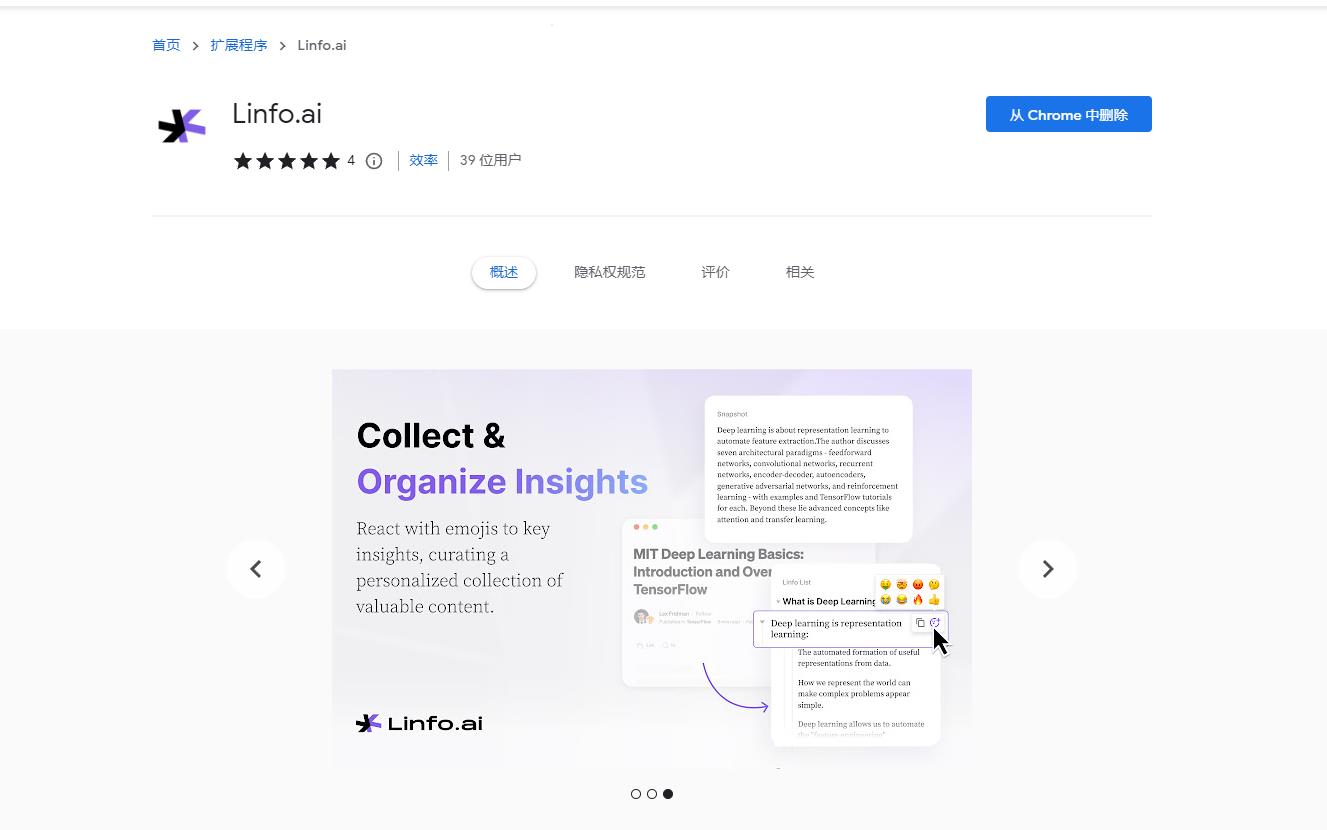 首页 扩展程序 Linfo.ai
Linfo.ai
从 Chrome 中删除
4 效率 39 位用户
概述 隐私权规范 评价 相关
Collect &
Organize Insights
React with emojis to key
insights, curating a
personalized collection of
valuable content.
Linfo.ai
Snapshot
Deep learning is about representation learning to
automate feature extraction.The author discusses
seven architectural paradigms - feedforward
networks, convolutional networks, recurrent
networks, encoder-decoder, autoencoders,
generative adversarial networks, and reinforcement
learning - with examples and TensorFlow tutorials
for each. Beyond these lie advanced concepts like
attention and transfer learning.
MIT Deep Learning Basics:
Introduction and Over
TensorFlow
Lex Fridman · Follow
Published in TensorFlow
Linfo List
What is Deep Learning
Deep learning is representation
learning:
The automated formation of useful
representations from data.
How we represent the world can
make complex problems appear
simple.
Deep learning allows us to automate
the "feature engineering"